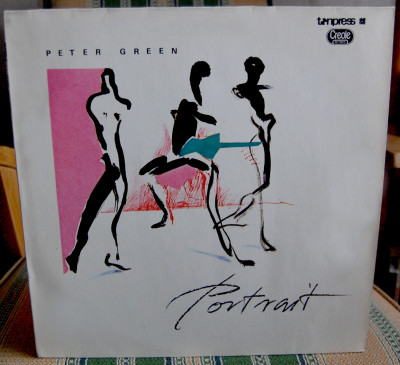 PETER GREEN
tonpress
Creole
Portrait